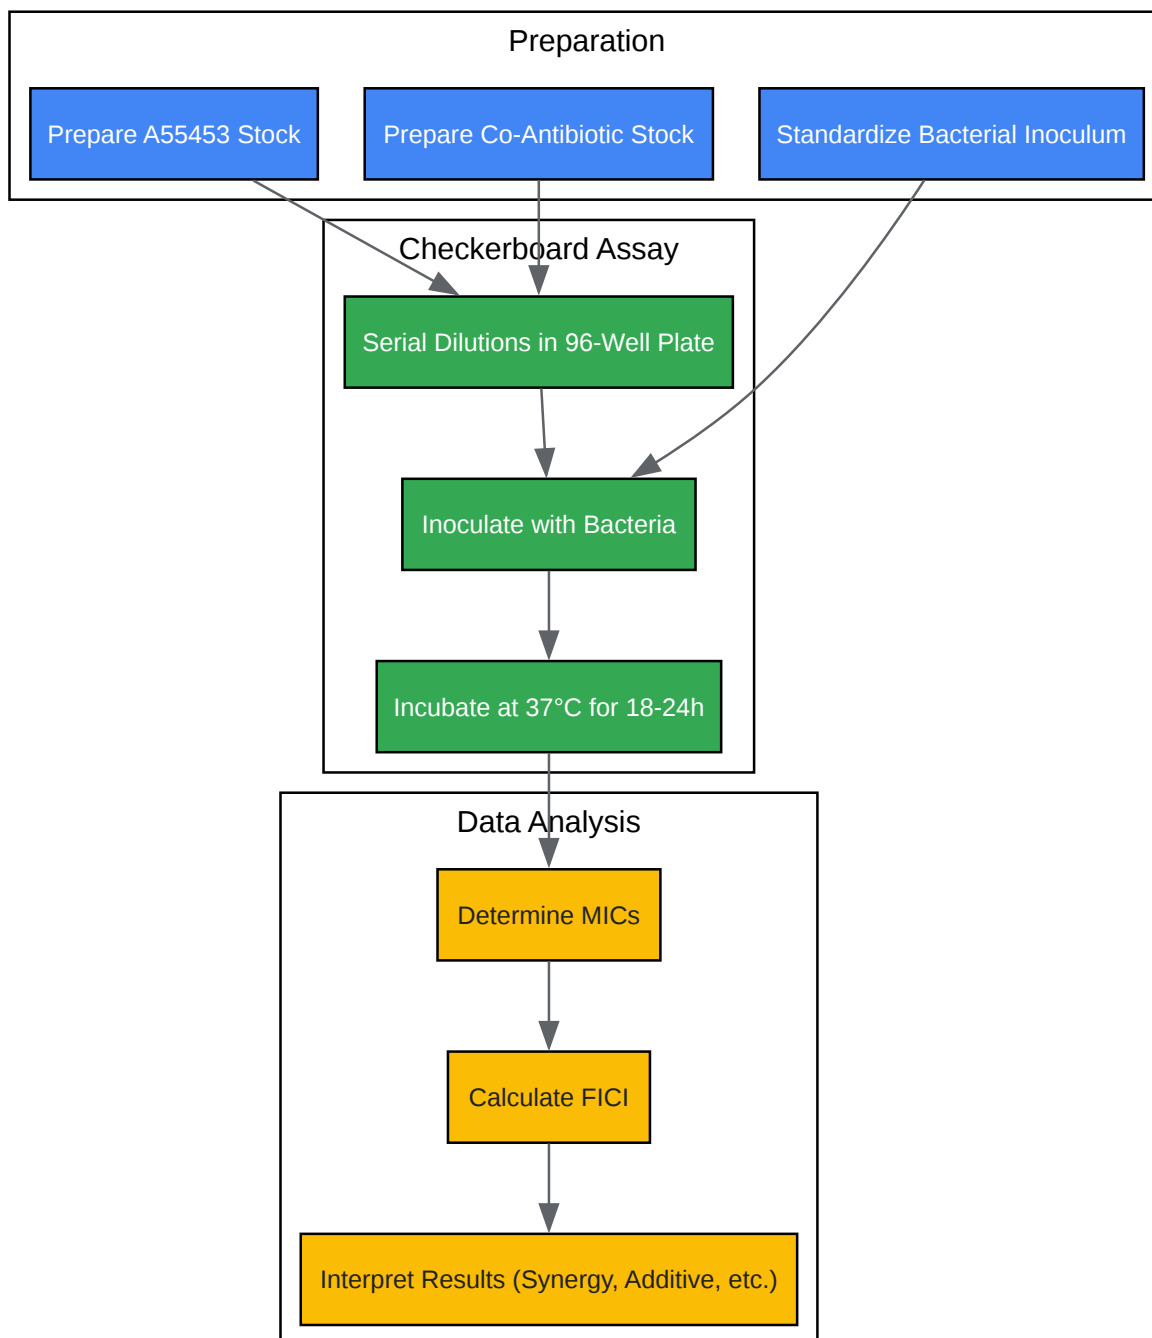 Preparation
Prepare A55453 Stock
Prepare Co-Antibiotic Stock
Standardize Bacterial Inoculum
Checkerboard Assay
Serial Dilutions in 96-Well Plate
Inoculate with Bacteria
Incubate at 37°C for 18-24h
Data Analysis
Determine MICs
Calculate FICI
Interpret Results (Synergy, Additive, etc.)